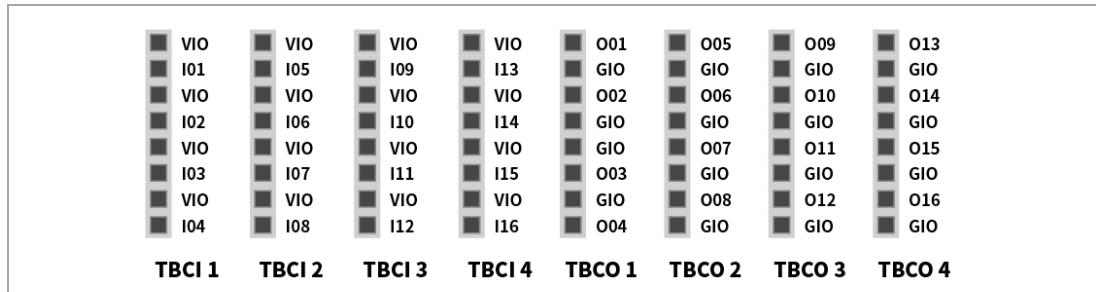 VIO VIO VIO VIO O01 O05 O09 O13
I01 I05 I09 I13 GIO GIO GIO GIO
VIO VIO VIO VIO O02 O06 O10 O14
I02 I06 I10 I14 GIO GIO GIO GIO
VIO VIO VIO VIO GIO O07 O11 O15
I03 I07 I11 I15 O03 GIO GIO GIO
VIO VIO VIO VIO GIO O08 O12 O16
I04 I08 I12 I16 O04 GIO GIO GIO
TBCI 1 TBCI 2 TBCI 3 TBCI 4 TBCO 1 TBCO 2 TBCO 3 TBCO 4